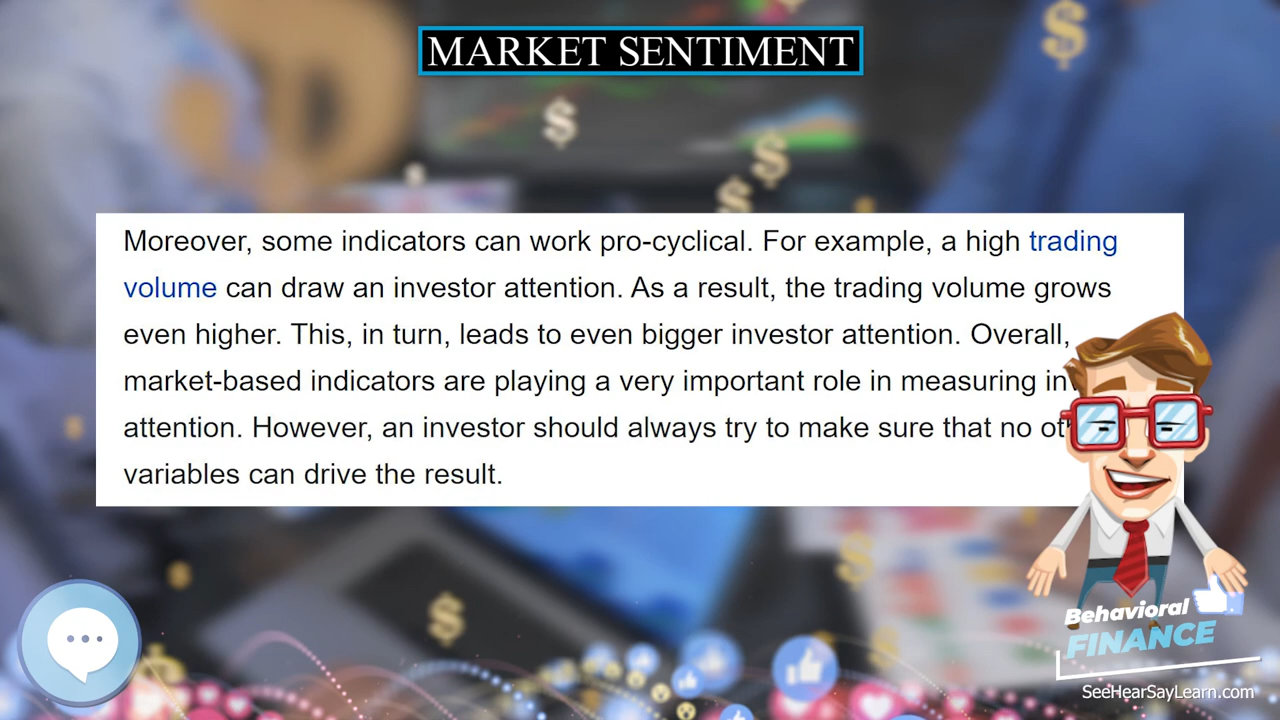 MARKET SENTIMENT
Moreover, some indicators can work pro-cyclical. For example, a high trading
volume can draw an investor attention. As a result, the trading volume grows
even higher. This, in turn, leads to even bigger investor attention. Overall,
market-based indicators are playing a very important role in measuring
attention. However, an investor should always try to make sure that no
variables can drive the result.
Behavioral
FINANCE
SeeHearSayLearn.com